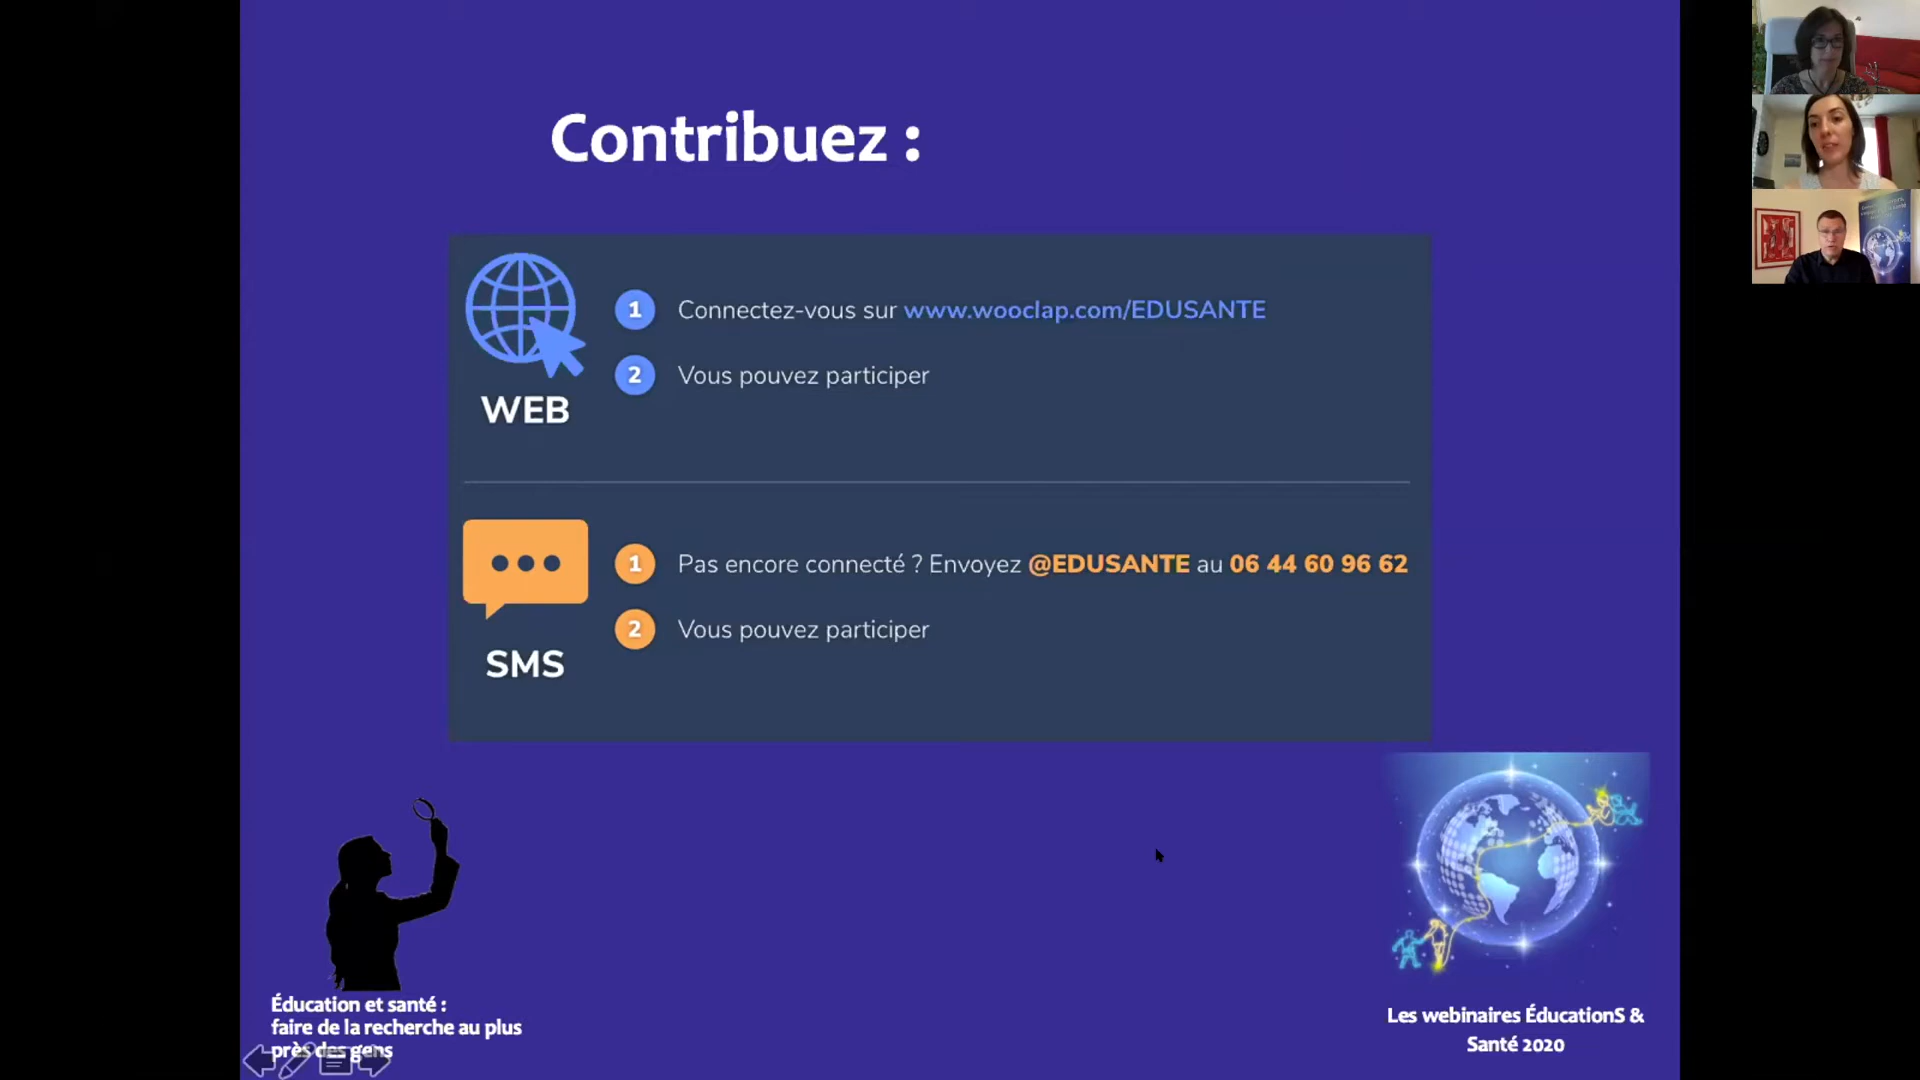 Contribuez :
1 Connectez-vous sur www.wooclap.com/EDUSANTE
2 Vous pouvez participer
WEB
1 Pas encore connecté ? Envoyez @EDUSANTE au 06 44 60 96 62
2 Vous pouvez participer
SMS
Éducation et santé :
faire de la recherche au plus
près des gens
Les webinaires ÉducationS &
Santé 2020